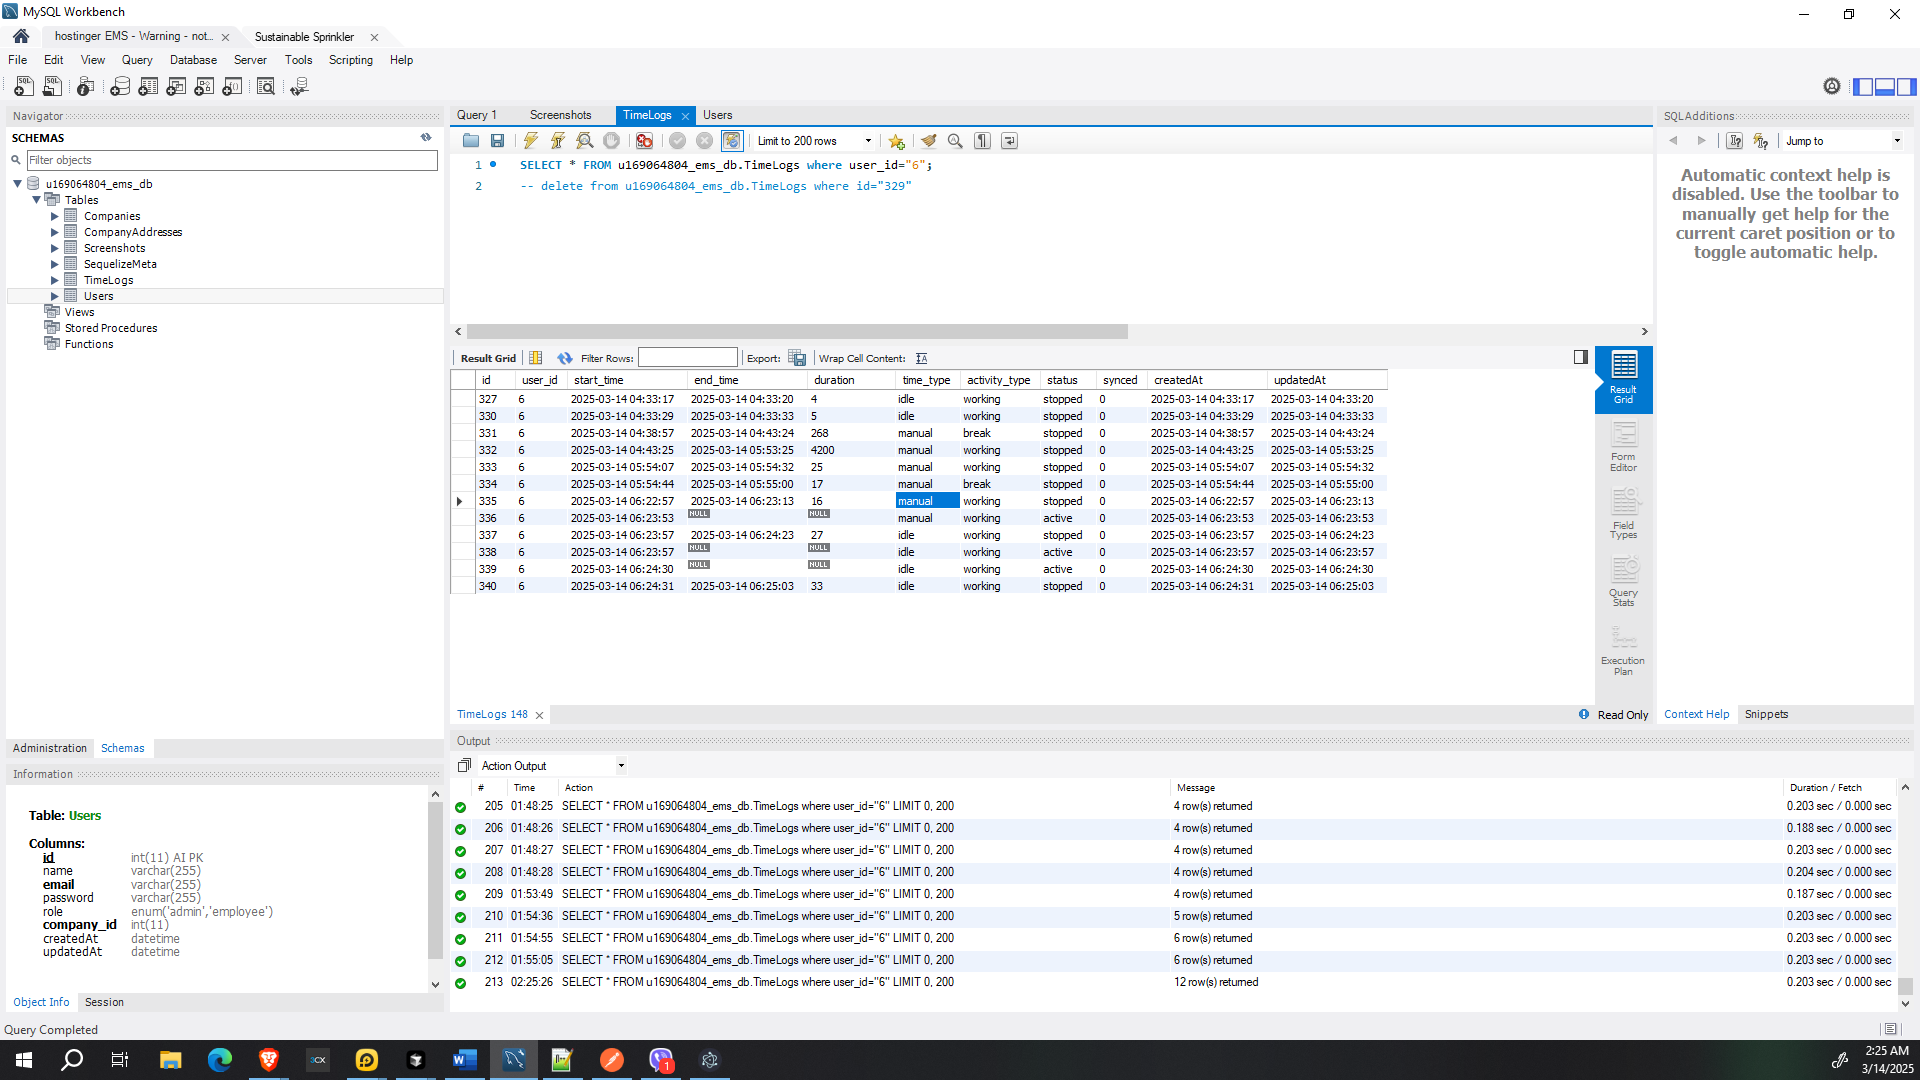 MySQL Workbench
hostinger EMS - Warning - not...
Sustainable Sprinkler
File Edit View Query Database Server Tools Scripting Help
Navigator
SCHEMAS
Filter objects
u169064804_ems_db
Tables
Companies
CompanyAddresses
Screenshots
SequelizeMeta
TimeLogs
Users
Views
Stored Procedures
Functions
Administration Schemas
Information
Table: Users
Columns:
id int(11) AI PK
name varchar(255)
email varchar(255)
password varchar(255)
role enum('admin','employee')
company_id int(11)
createdAt datetime
updatedAt datetime
Object Info Session
Query 1 Screenshots TimeLogs Users
Limit to 200 rows
1 SELECT * FROM u169064804_ems_db.TimeLogs where user_id="6";
2 -- delete from u169064804_ems_db.TimeLogs where id="329"
Result Grid Filter Rows: Export: Wrap Cell Content:
id user_id start_time end_time duration time_type activity_type status synced createdAt updatedAt
327 6 2025-03-14 04:33:17 2025-03-14 04:33:20 4 idle working stopped 0 2025-03-14 04:33:17 2025-03-14 04:33:20
330 6 2025-03-14 04:33:29 2025-03-14 04:33:33 5 idle working stopped 0 2025-03-14 04:33:29 2025-03-14 04:33:33
331 6 2025-03-14 04:38:57 2025-03-14 04:43:24 268 manual break stopped 0 2025-03-14 04:38:57 2025-03-14 04:43:24
332 6 2025-03-14 04:43:25 2025-03-14 05:53:25 4200 manual working stopped 0 2025-03-14 04:43:25 2025-03-14 05:53:25
333 6 2025-03-14 05:54:07 2025-03-14 05:54:32 25 manual working stopped 0 2025-03-14 05:54:07 2025-03-14 05:54:32
334 6 2025-03-14 05:54:44 2025-03-14 05:55:00 17 manual break stopped 0 2025-03-14 05:54:44 2025-03-14 05:55:00
335 6 2025-03-14 06:22:57 2025-03-14 06:23:13 16 manual working stopped 0 2025-03-14 06:22:57 2025-03-14 06:23:13
336 6 2025-03-14 06:23:53 NULL NULL manual working active 0 2025-03-14 06:23:53 2025-03-14 06:23:53
337 6 2025-03-14 06:23:57 2025-03-14 06:24:23 27 idle working stopped 0 2025-03-14 06:23:57 2025-03-14 06:24:23
338 6 2025-03-14 06:23:57 NULL NULL idle working active 0 2025-03-14 06:23:57 2025-03-14 06:23:57
339 6 2025-03-14 06:24:30 NULL NULL idle working active 0 2025-03-14 06:24:30 2025-03-14 06:24:30
340 6 2025-03-14 06:24:31 2025-03-14 06:25:03 33 idle working stopped 0 2025-03-14 06:24:31 2025-03-14 06:25:03
Result Grid
Form Editor
Field Types
Query Stats
Execution Plan
TimeLogs 148
Read Only
SQLAdditions
Jump to
Automatic context help is
disabled. Use the toolbar to
manually get help for the
current caret position or to
toggle automatic help.
Context Help Snippets
Output
Action Output
# Time Action Message Duration / Fetch
205 01:48:25 SELECT * FROM u169064804_ems_db.TimeLogs where user_id="6" LIMIT 0, 200 4 row(s) returned 0.203 sec / 0.000 sec
206 01:48:26 SELECT * FROM u169064804_ems_db.TimeLogs where user_id="6" LIMIT 0, 200 4 row(s) returned 0.188 sec / 0.000 sec
207 01:48:27 SELECT * FROM u169064804_ems_db.TimeLogs where user_id="6" LIMIT 0, 200 4 row(s) returned 0.203 sec / 0.000 sec
208 01:48:28 SELECT * FROM u169064804_ems_db.TimeLogs where user_id="6" LIMIT 0, 200 4 row(s) returned 0.204 sec / 0.000 sec
209 01:53:49 SELECT * FROM u169064804_ems_db.TimeLogs where user_id="6" LIMIT 0, 200 4 row(s) returned 0.187 sec / 0.000 sec
210 01:54:36 SELECT * FROM u169064804_ems_db.TimeLogs where user_id="6" LIMIT 0, 200 5 row(s) returned 0.203 sec / 0.000 sec
211 01:54:55 SELECT * FROM u169064804_ems_db.TimeLogs where user_id="6" LIMIT 0, 200 6 row(s) returned 0.203 sec / 0.000 sec
212 01:55:05 SELECT * FROM u169064804_ems_db.TimeLogs where user_id="6" LIMIT 0, 200 6 row(s) returned 0.203 sec / 0.000 sec
213 02:25:26 SELECT * FROM u169064804_ems_db.TimeLogs where user_id="6" LIMIT 0, 200 12 row(s) returned 0.203 sec / 0.000 sec
Query Completed
2:25 AM
3/14/2025